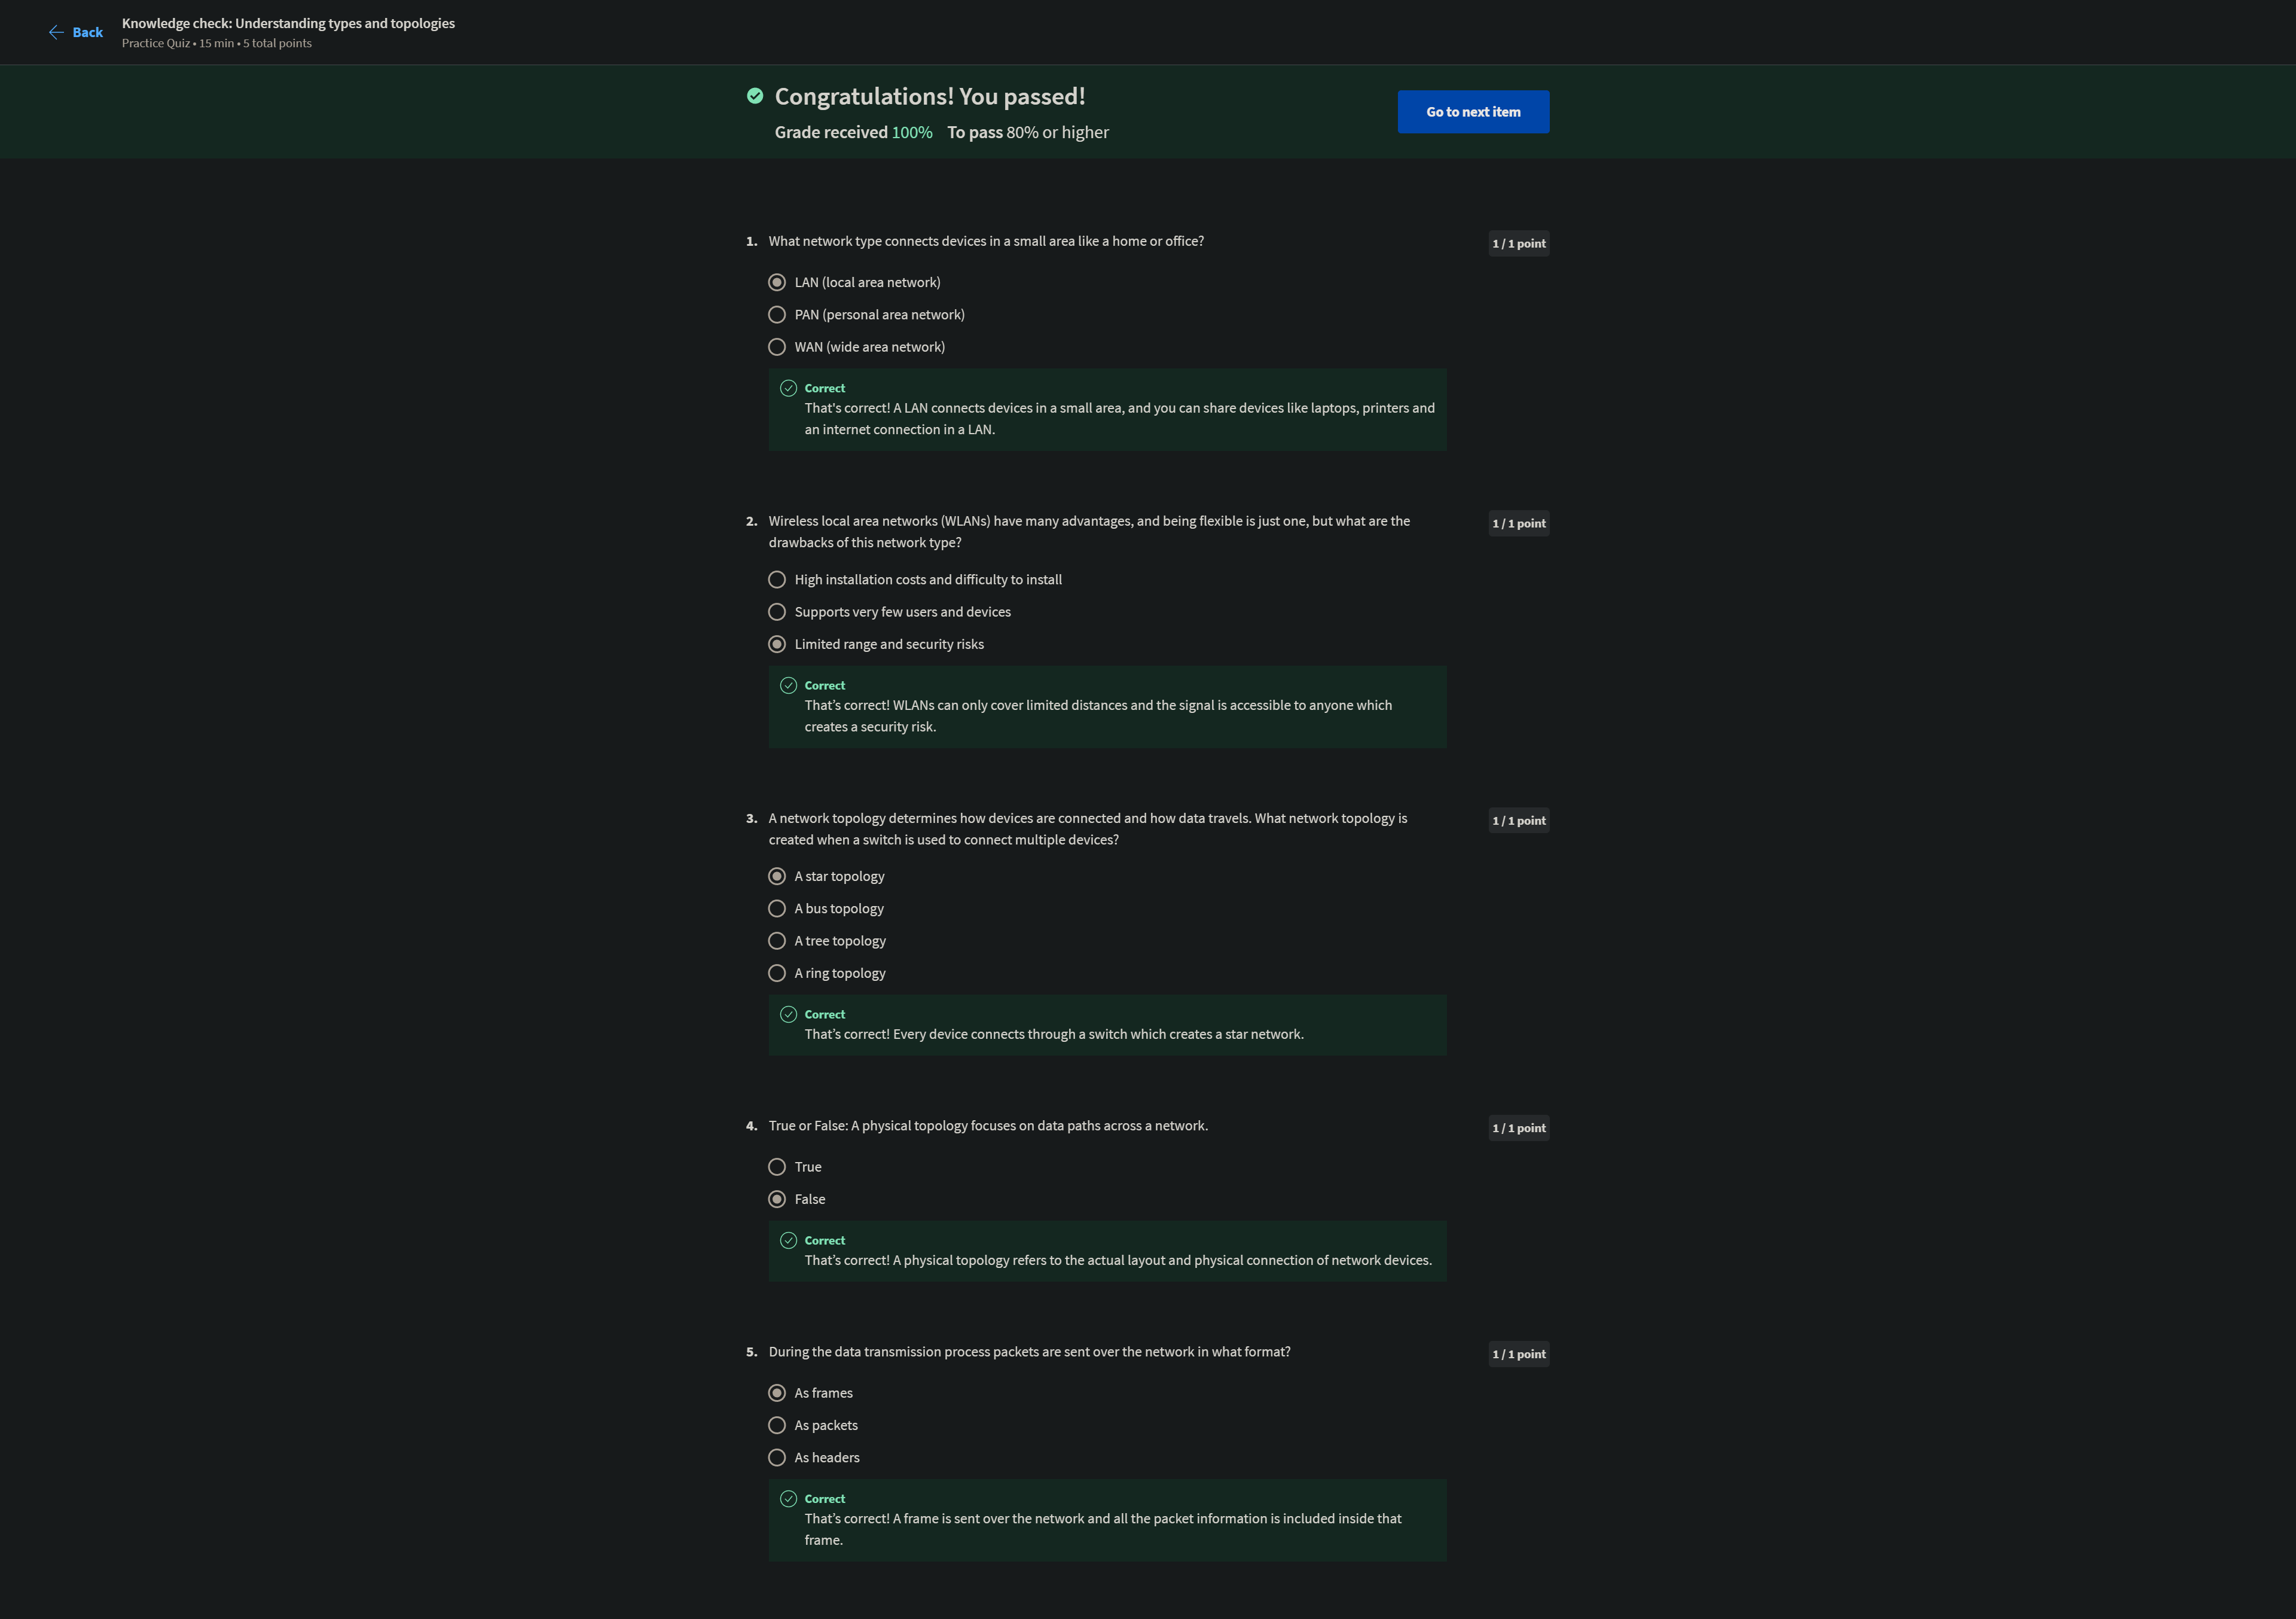 Back
Knowledge check: Understanding types and topologies
Practice Quiz • 15 min • 5 total points
Congratulations! You passed!
Grade received 100% To pass 80% or higher
Go to next item
1. What network type connects devices in a small area like a home or office?
1 / 1 point
LAN (local area network)
PAN (personal area network)
WAN (wide area network)
Correct
That's correct! A LAN connects devices in a small area, and you can share devices like laptops, printers and
an internet connection in a LAN.
2. Wireless local area networks (WLANs) have many advantages, and being flexible is just one, but what are the
drawbacks of this network type?
1 / 1 point
High installation costs and difficulty to install
Supports very few users and devices
Limited range and security risks
Correct
That’s correct! WLANs can only cover limited distances and the signal is accessible to anyone which
creates a security risk.
3. A network topology determines how devices are connected and how data travels. What network topology is
created when a switch is used to connect multiple devices?
1 / 1 point
A star topology
A bus topology
A tree topology
A ring topology
Correct
That’s correct! Every device connects through a switch which creates a star network.
4. True or False: A physical topology focuses on data paths across a network.
1 / 1 point
True
False
Correct
That’s correct! A physical topology refers to the actual layout and physical connection of network devices.
5. During the data transmission process packets are sent over the network in what format?
1 / 1 point
As frames
As packets
As headers
Correct
That’s correct! A frame is sent over the network and all the packet information is included inside that
frame.